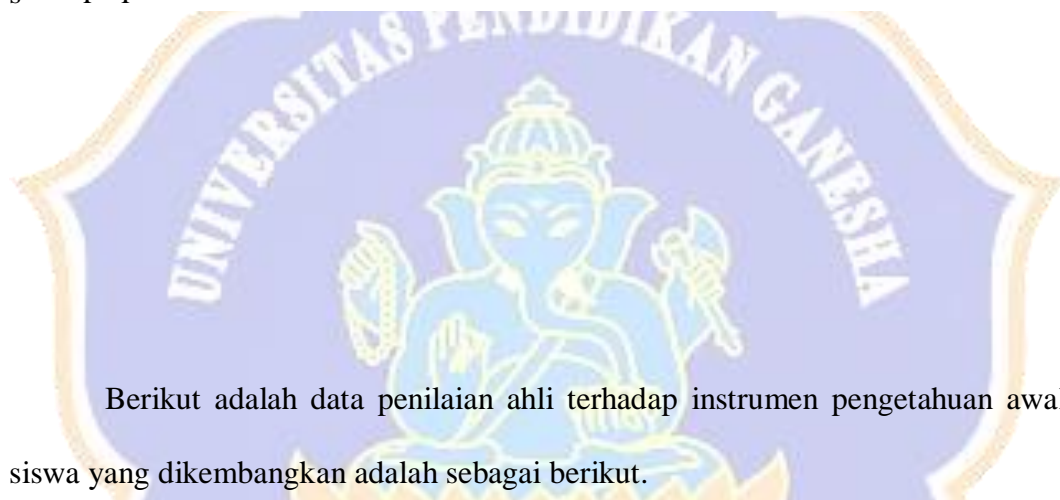 UNIVERSITAS PENDIDIKAN GANESHA
Berikut adalah data penilaian ahli terhadap instrumen pengetahuan awal
siswa yang dikembangkan adalah sebagai berikut.